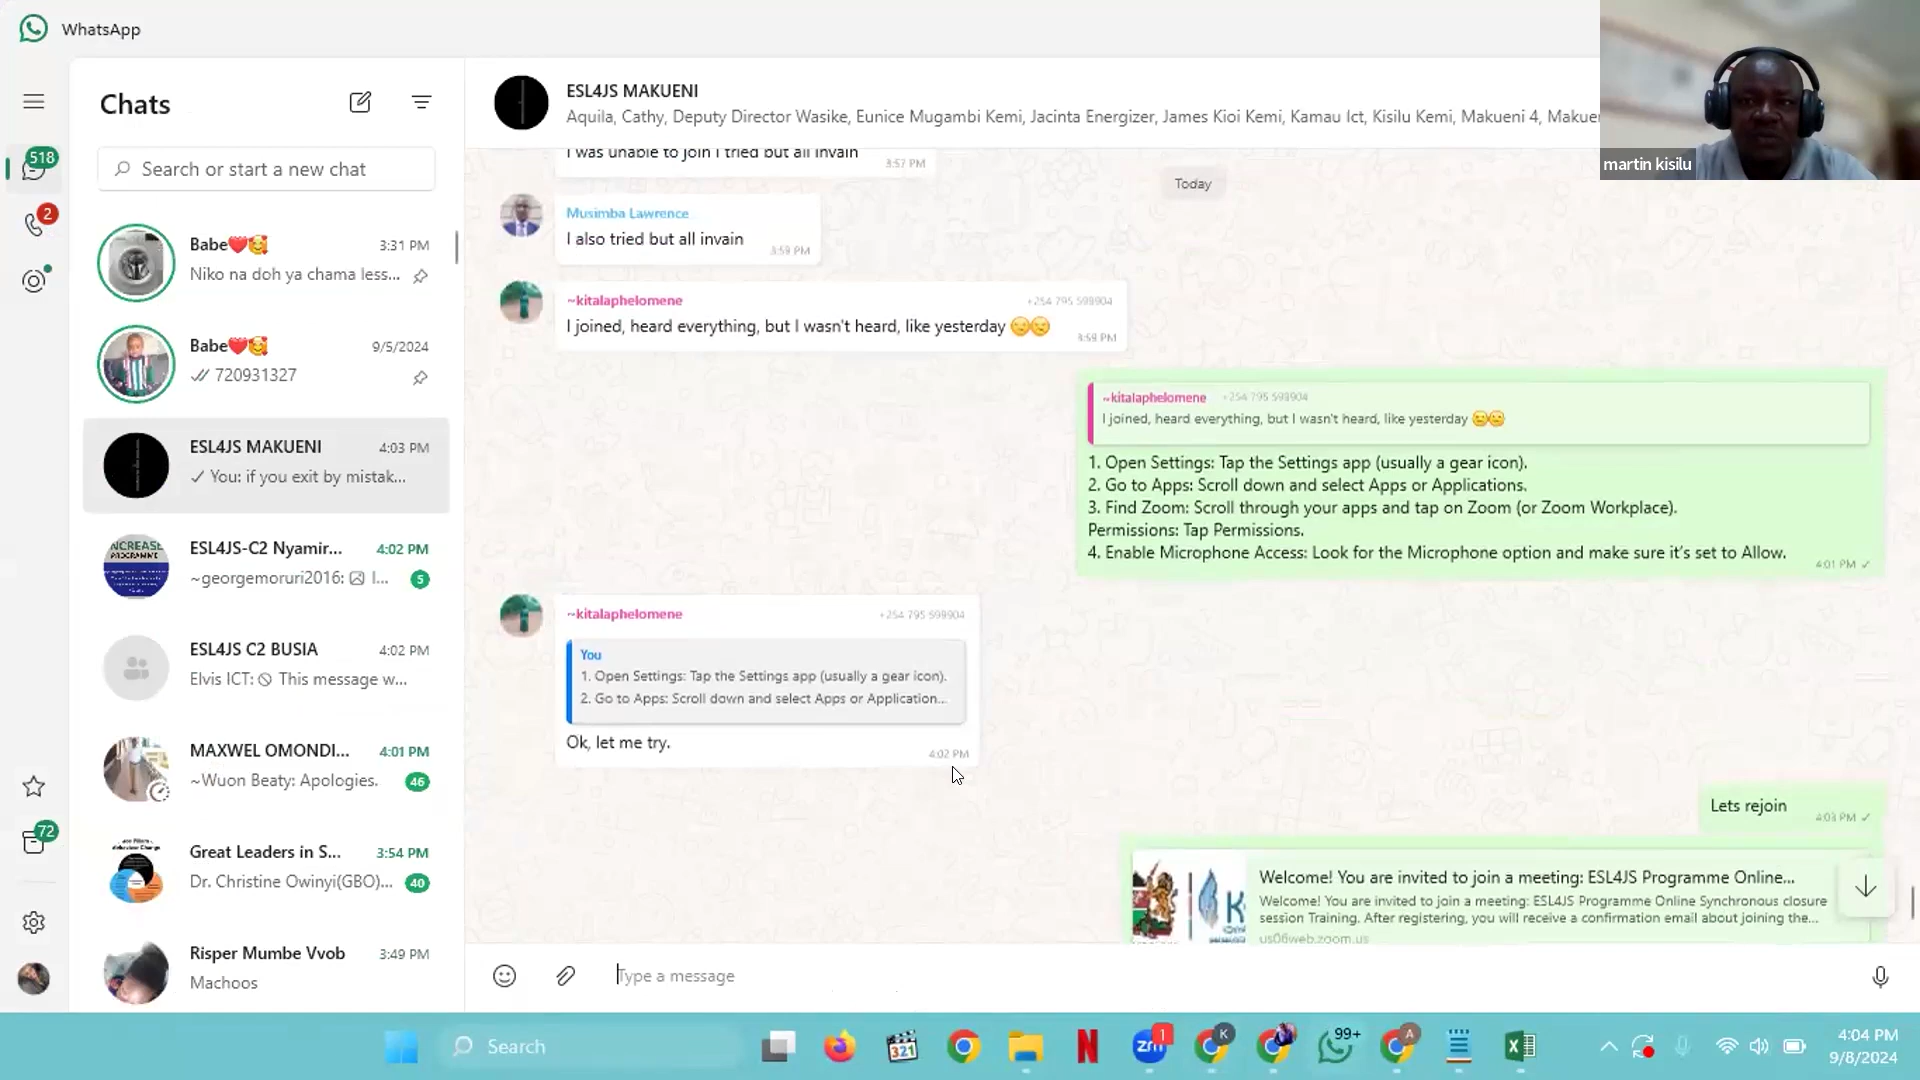 WhatsApp
Chats
518
2
72
Search or start a new chat
Babe❤️🥰 3:31 PM
Niko na doh ya chama less...
Babe❤️🥰 9/5/2024
720931327
ESL4JS MAKUENI 4:03 PM
✓ You: if you exit by mistak...
NCREASE
PROGRAMME
ESL4JS-C2 Nyamir... 4:02 PM
~georgemoruri2016: I... 5
ESL4JS C2 BUSIA 4:02 PM
Elvis ICT: This message w...
MAXWEL OMONDI... 4:01 PM
~Wuon Beaty: Apologies. 46
Great Leaders in S... 3:54 PM
Dr. Christine Owinyi(GBO)... 40
Risper Mumbe Vvob 3:49 PM
Machoos
ESL4JS MAKUENI
Aquila, Cathy, Deputy Director Wasike, Eunice Mugambi Kemi, Jacinta Energizer, James Kioi Kemi, Kamau Ict, Kisilu Kemi, Makueni 4, Makue
martin kisilu
I was unable to join I tried but all invain 3:57 PM
Today
Musimba Lawrence
I also tried but all invain 3:59 PM
~kitalaphelomene +254 795 599904
I joined, heard everything, but I wasn't heard, like yesterday 3:59 PM
~kitalaphelomene +254 795 599904
I joined, heard everything, but I wasn't heard, like yesterday
1. Open Settings: Tap the Settings app (usually a gear icon).
2. Go to Apps: Scroll down and select Apps or Applications.
3. Find Zoom: Scroll through your apps and tap on Zoom (or Zoom Workplace).
Permissions: Tap Permissions.
4. Enable Microphone Access: Look for the Microphone option and make sure it's set to Allow. 4:01 PM ✓
~kitalaphelomene +254 795 599904
You
1. Open Settings: Tap the Settings app (usually a gear icon).
2. Go to Apps: Scroll down and select Apps or Application...
Ok, let me try. 4:02 PM
Lets rejoin 4:03 PM ✓
Welcome! You are invited to join a meeting: ESL4JS Programme Online...
Welcome! You are invited to join a meeting: ESL4JS Programme Online Synchronous closure
session Training. After registering, you will receive a confirmation email about joining the...
us06web.zoom.us
Type a message
Search
321
N
zm
1
K
99+
A
4:04 PM
9/8/2024